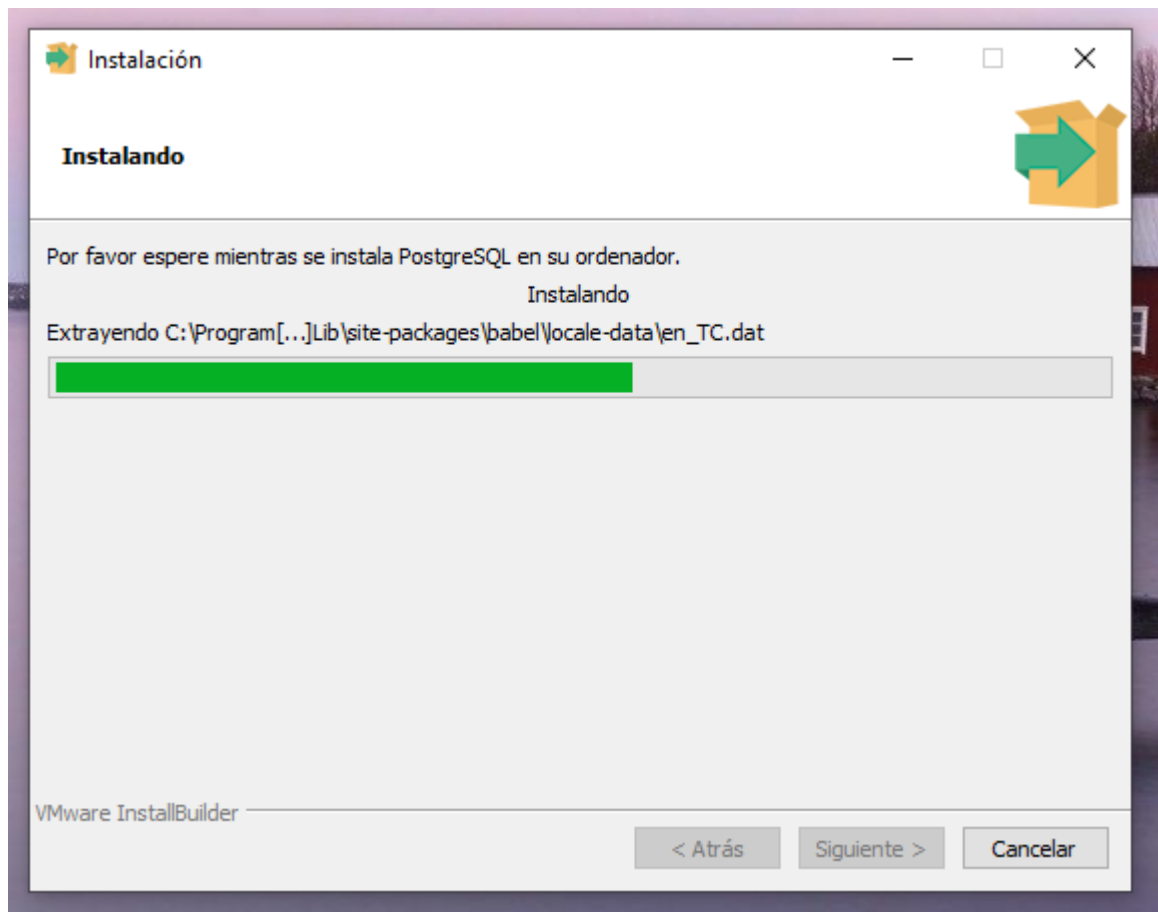 Instalación
Instalando
Por favor espere mientras se instala PostgreSQL en su ordenador.
Instalando
Extrayendo C:\Program[...]Lib\site-packages\babel\locale-data\en_TC.dat
VMware InstallBuilder
< Atrás Siguiente > Cancelar